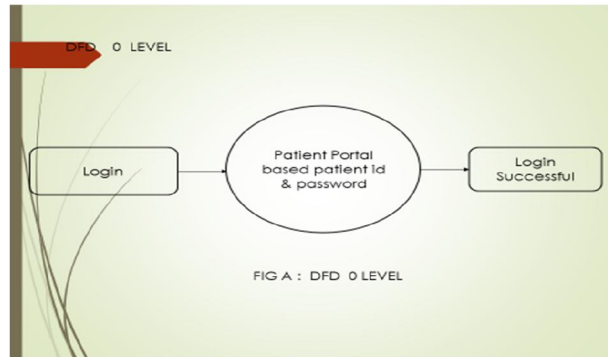 DFD 0 LEVEL
Login
Patient Portal
based patient id
& password
Login
Successful
FIG A : DFD 0 LEVEL